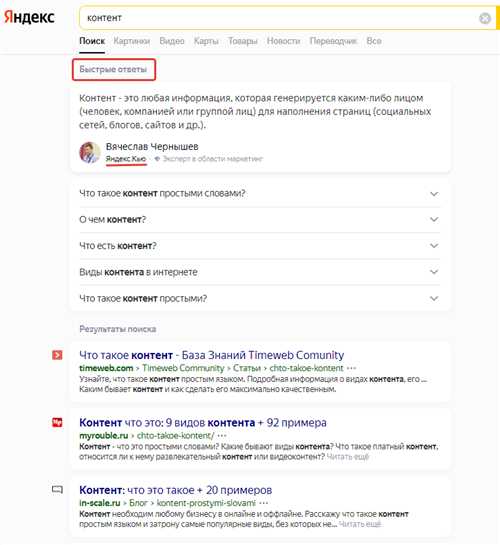 Яндекс
контент
Поиск Картинки Видео Карты Товары Новости Переводчик Все
Быстрые ответы
Контент - это любая информация, которая генерируется каким-либо лицом
(человек, компанией или группой лиц) для наполнения страниц (социальных
сетей, блогов, сайтов и др.).
Вячеслав Чернышев
Яндекс.Кью · Эксперт в области маркетинг
Что такое контент простыми словами?
О чем контент?
Что есть контент?
Виды контента в интернете
Что такое контент простыми?
Результаты поиска
Что такое контент - База Знаний Timeweb Comunity
timeweb.com › Timeweb Community › Статьи › chto-takoe-kontent ···
Узнайте, что такое контент простым языком. Подробная информация о видах контента, его ...
Каким бывает контент и как сделать его максимально качественным.
Mp
Контент что это: 9 видов контента + 92 примера
myrouble.ru › chto-takoe-kontent/ ···
Контент - что это простыми словами? Какие бывают виды контента? Что такое платный контент,
относится ли к нему развлекательный контент или видеоконтент? Читать ещё
Контент: что это такое + 20 примеров
in-scale.ru › Блог › kontent-prostymi-slovami ···
Контент необходим любому бизнесу в онлайне и оффлайне. Расскажу что такое контент
простым языком и затрону самые популярные виды, без которых не... Читать ещё